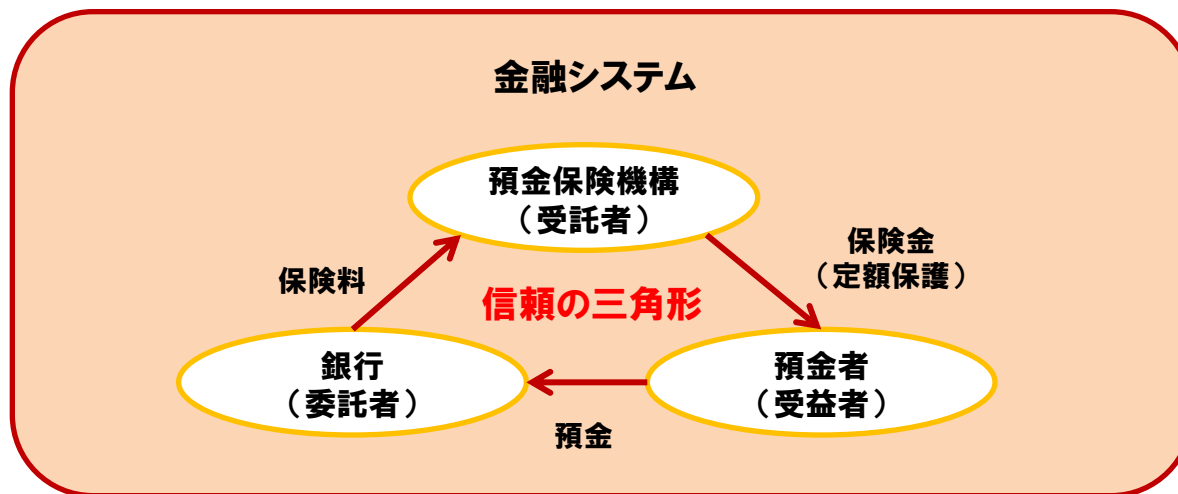 金融システム
預金保険機構
（受託者）
保険金
（定額保護）
保険料
信頼の三角形
銀行
（委託者）
預金者
（受益者）
預金